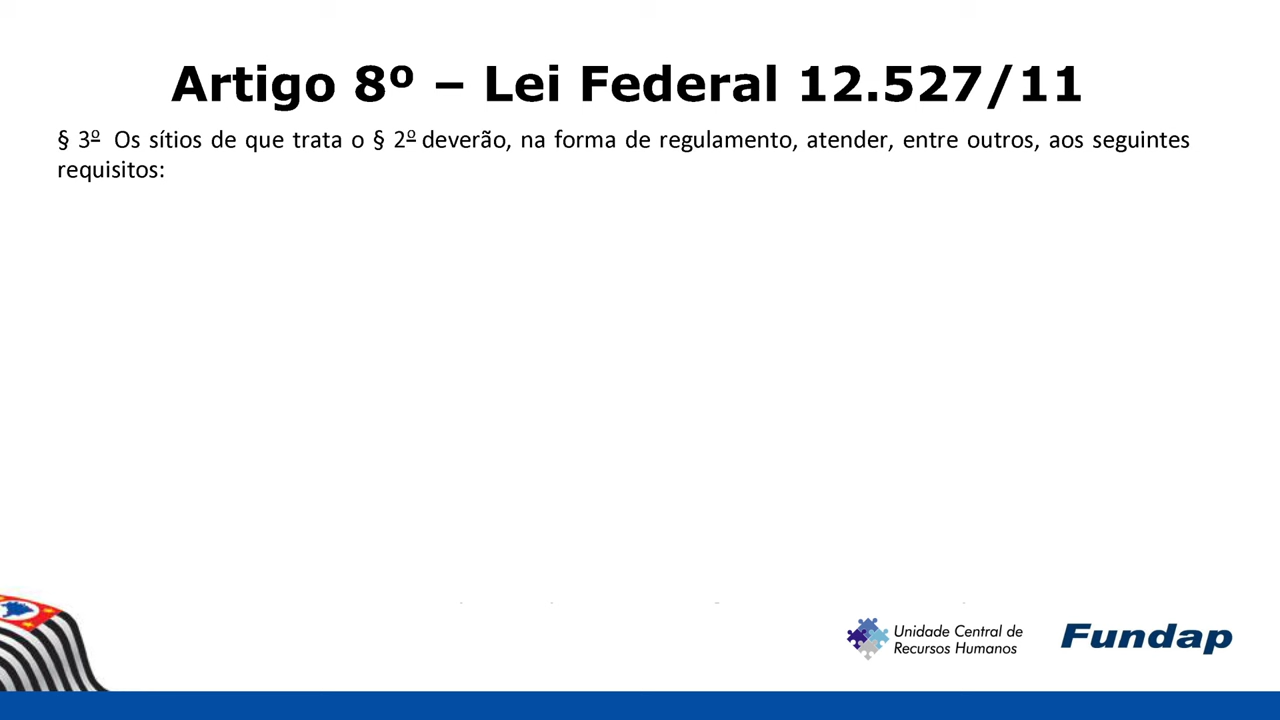 Artigo 8º – Lei Federal 12.527/11
§ 3º Os sítios de que trata o § 2º deverão, na forma de regulamento, atender, entre outros, aos seguintes
requisitos:
Unidade Central de
Recursos Humanos
Fundap